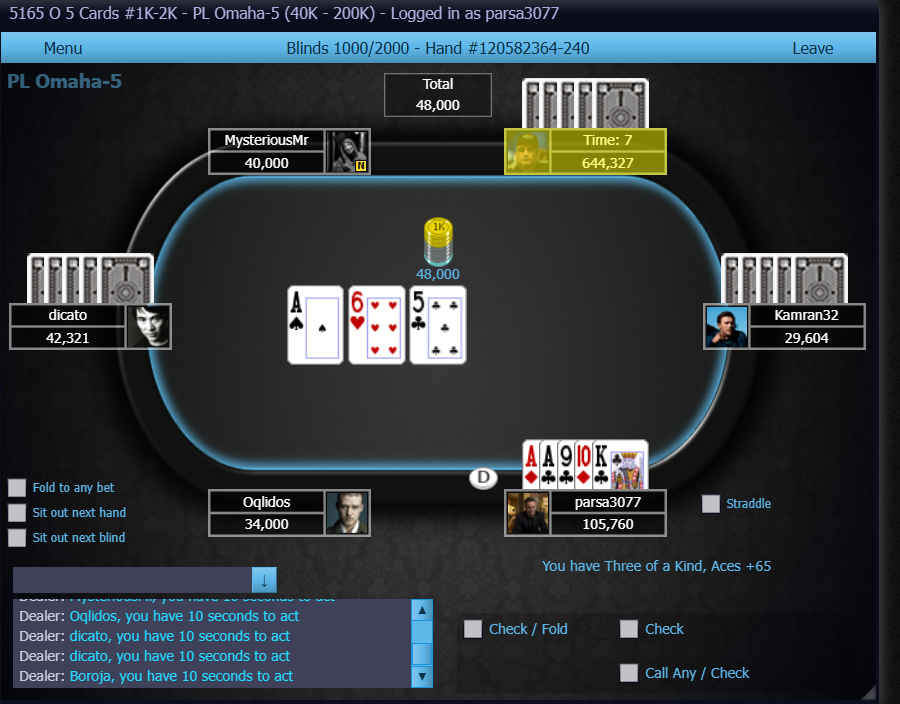 5165 O 5 Cards #1K-2K - PL Omaha-5 (40K - 200K) - Logged in as parsa3077
Menu
Blinds 1000/2000 - Hand #120582364-240
Leave
PL Omaha-5
Total
48,000
MysteriousMr
40,000
N
Time: 7
644,327
1K
48,000
A
6
5
dicato
42,321
Kamran32
29,604
A
A
9
10
K
D
Fold to any bet
Sit out next hand
Sit out next blind
Oqlidos
34,000
parsa3077
105,760
Straddle
You have Three of a Kind, Aces +65
Dealer: Oqlidos, you have 10 seconds to act
Dealer: dicato, you have 10 seconds to act
Dealer: dicato, you have 10 seconds to act
Dealer: Boroja, you have 10 seconds to act
Check / Fold
Check
Call Any / Check